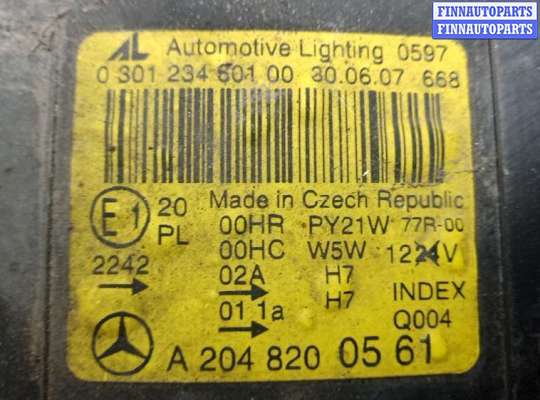 FINNAUTOPARTS
FINNAUTOPARTS
AL Automotive Lighting 0597
0 301 234 601 00 30.06.07 668
Made in Czech Republic
E1 20 00HR PY21W 77R-00
PL 00HC W5W 1224V
2242 02A H7
01 1a H7 INDEX
Q004
A 204 820 05 61